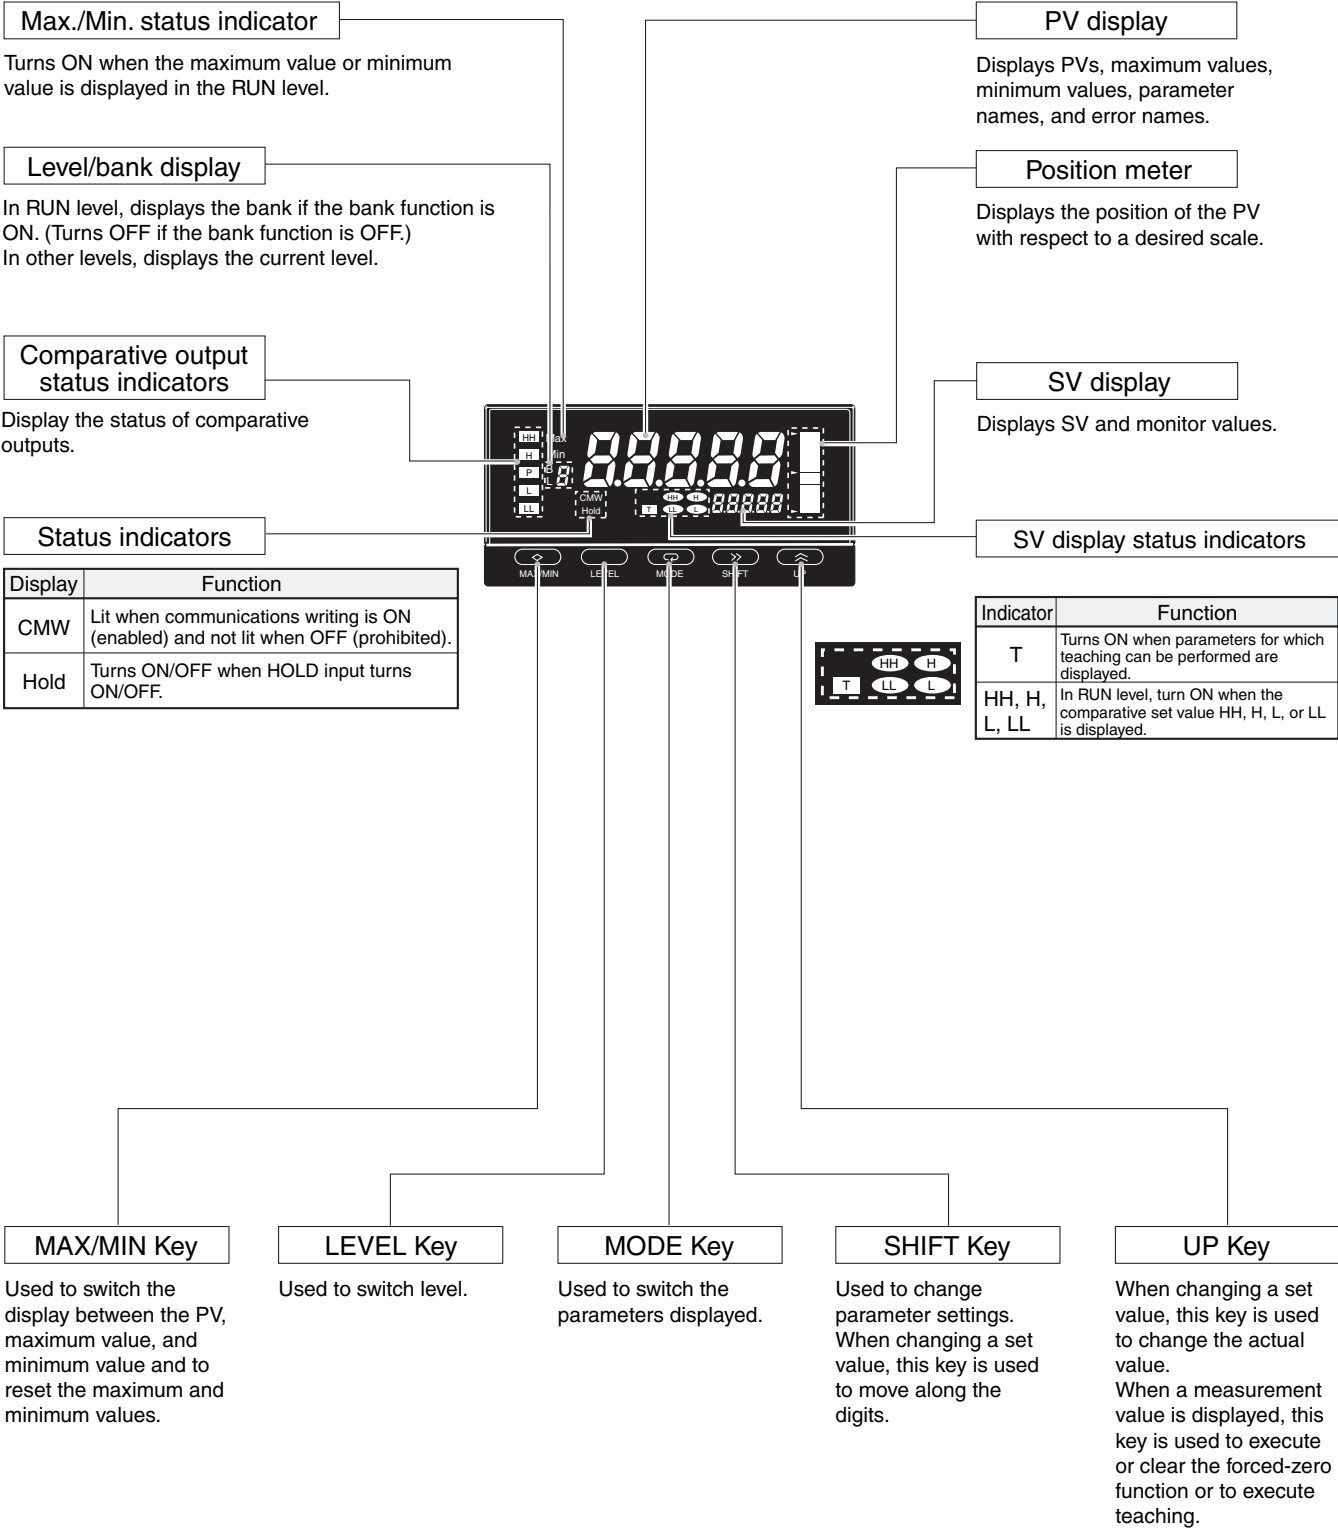 Max./Min. status indicator
Turns ON when the maximum value or minimum
value is displayed in the RUN level.
Level/bank display
In RUN level, displays the bank if the bank function is
ON. (Turns OFF if the bank function is OFF.)
In other levels, displays the current level.
Comparative output
status indicators
Display the status of comparative
outputs.
Status indicators
Display Function
CMW Lit when communications writing is ON
(enabled) and not lit when OFF (prohibited).
Hold Turns ON/OFF when HOLD input turns
ON/OFF.
PV display
Displays PVs, maximum values,
minimum values, parameter
names, and error names.
Position meter
Displays the position of the PV
with respect to a desired scale.
SV display
Displays SV and monitor values.
SV display status indicators
Indicator Function
T Turns ON when parameters for which
teaching can be performed are
displayed.
HH, H,
L, LL
In RUN level, turn ON when the
comparative set value HH, H, L, or LL
is displayed.
HH Max
H Min
P B
L L 8
LL
8.8.8.8.8
CMW
Hold
HH H
T LL L
8.8.8.8.8
MAX/MIN LEVEL MODE SHIFT UP
HH H
T LL L
MAX/MIN Key
Used to switch the
display between the PV,
maximum value, and
minimum value and to
reset the maximum and
minimum values.
LEVEL Key
Used to switch level.
MODE Key
Used to switch the
parameters displayed.
SHIFT Key
Used to change
parameter settings.
When changing a set
value, this key is used
to move along the
digits.
UP Key
When changing a set
value, this key is used
to change the actual
value.
When a measurement
value is displayed, this
key is used to execute
or clear the forced-zero
function or to execute
teaching.